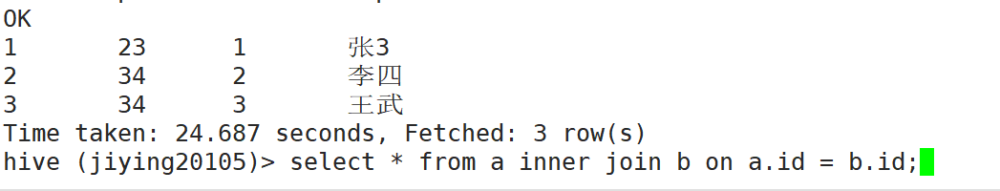 OK
1 23 1 张3
2 34 2 李四
3 34 3 王武
Time taken: 24.687 seconds, Fetched: 3 row(s)
hive (jiying20105)> select * from a inner join b on a.id = b.id;